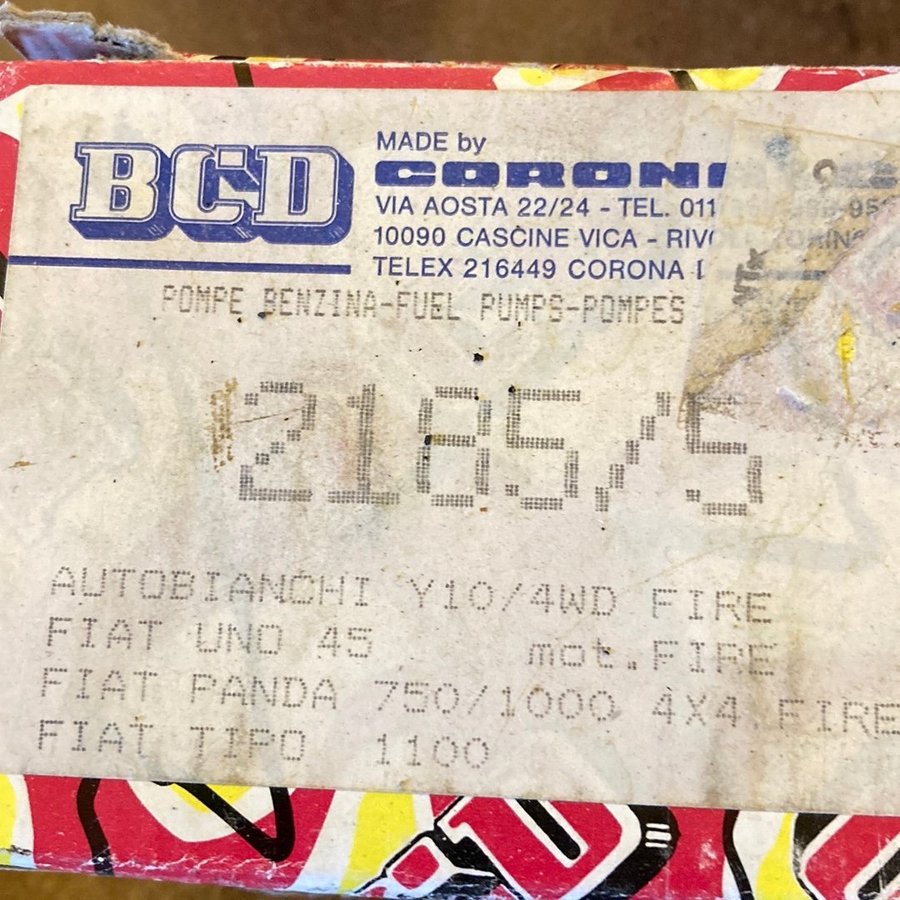 BCD
MADE by
CORONI
VIA AOSTA 22/24 - TEL. 011
10090 CASCINE VICA - RIVOLI
TELEX 216449 CORONA I
POMPE BENZINA-FUEL PUMPS-POMPES
2185/5
AUTOBIANCHI Y10/4WD FIRE
FIAT UNO 45 mot.FIRE
FIAT PANDA 750/1000 4X4 FIRE
FIAT TIPO 1100